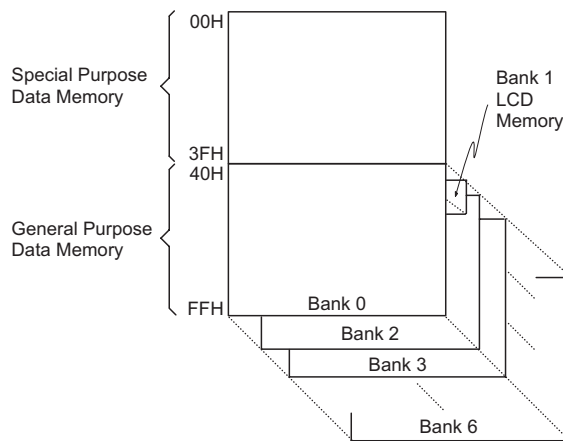 00H
Special Purpose
Data Memory
Bank 1
LCD
Memory
3FH
40H
General Purpose
Data Memory
FFH
Bank 0
Bank 2
Bank 3
Bank 6